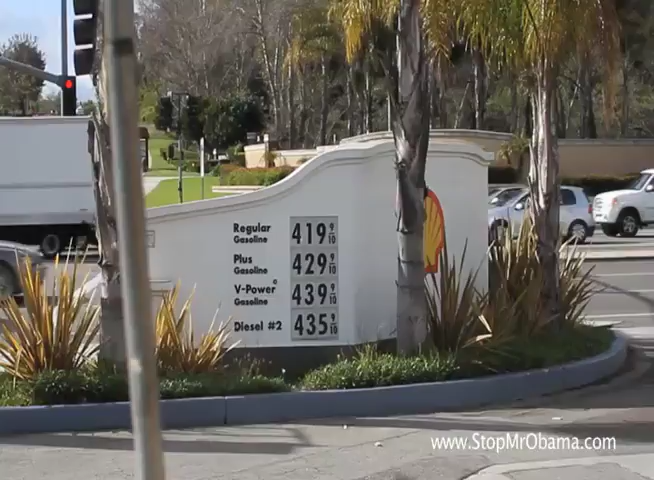 Regular 419 9/10
Gasoline
Plus 429 9/10
Gasoline
V-Power 439 9/10
Gasoline
Diesel #2 435 9/10
www.StopMrObama.com